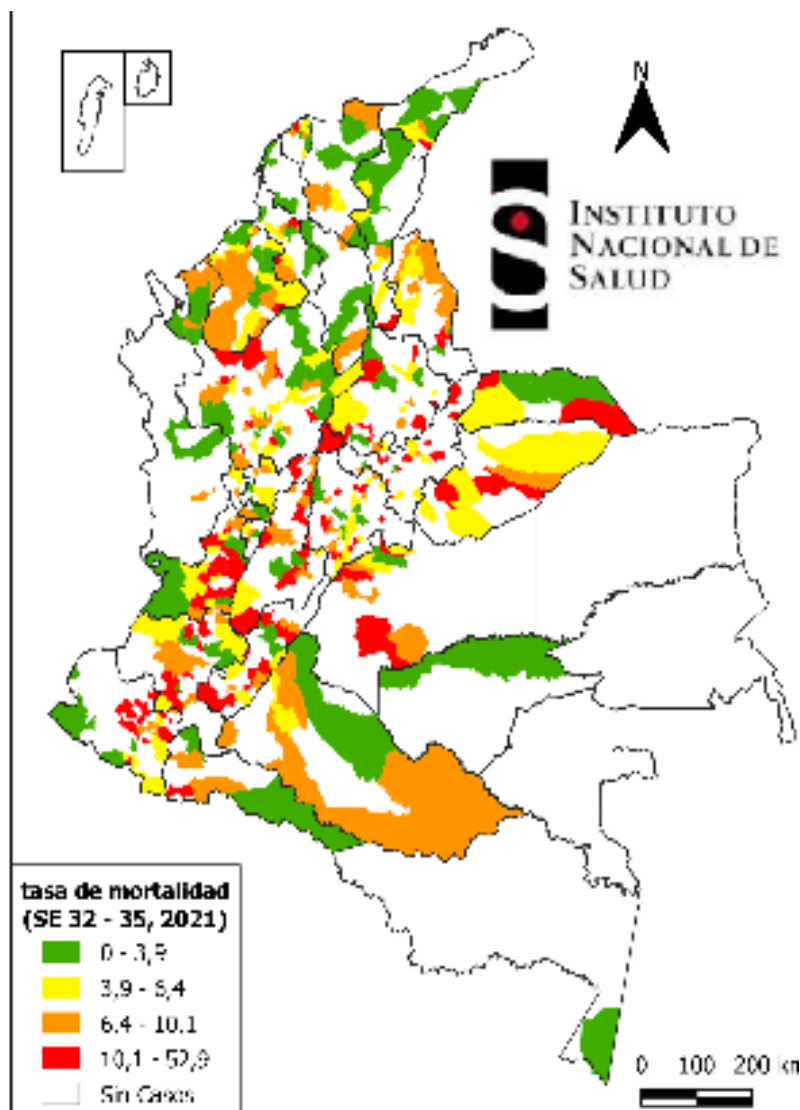 N
INSTITUTO
NACIONAL DE
SALUD
tasa de mortalidad
(SE 32 - 35, 2021)
0 - 3,9
3,9 - 6,4
6,4 - 10,1
10,1 - 52,9
Sin Casos
0 100 200 km